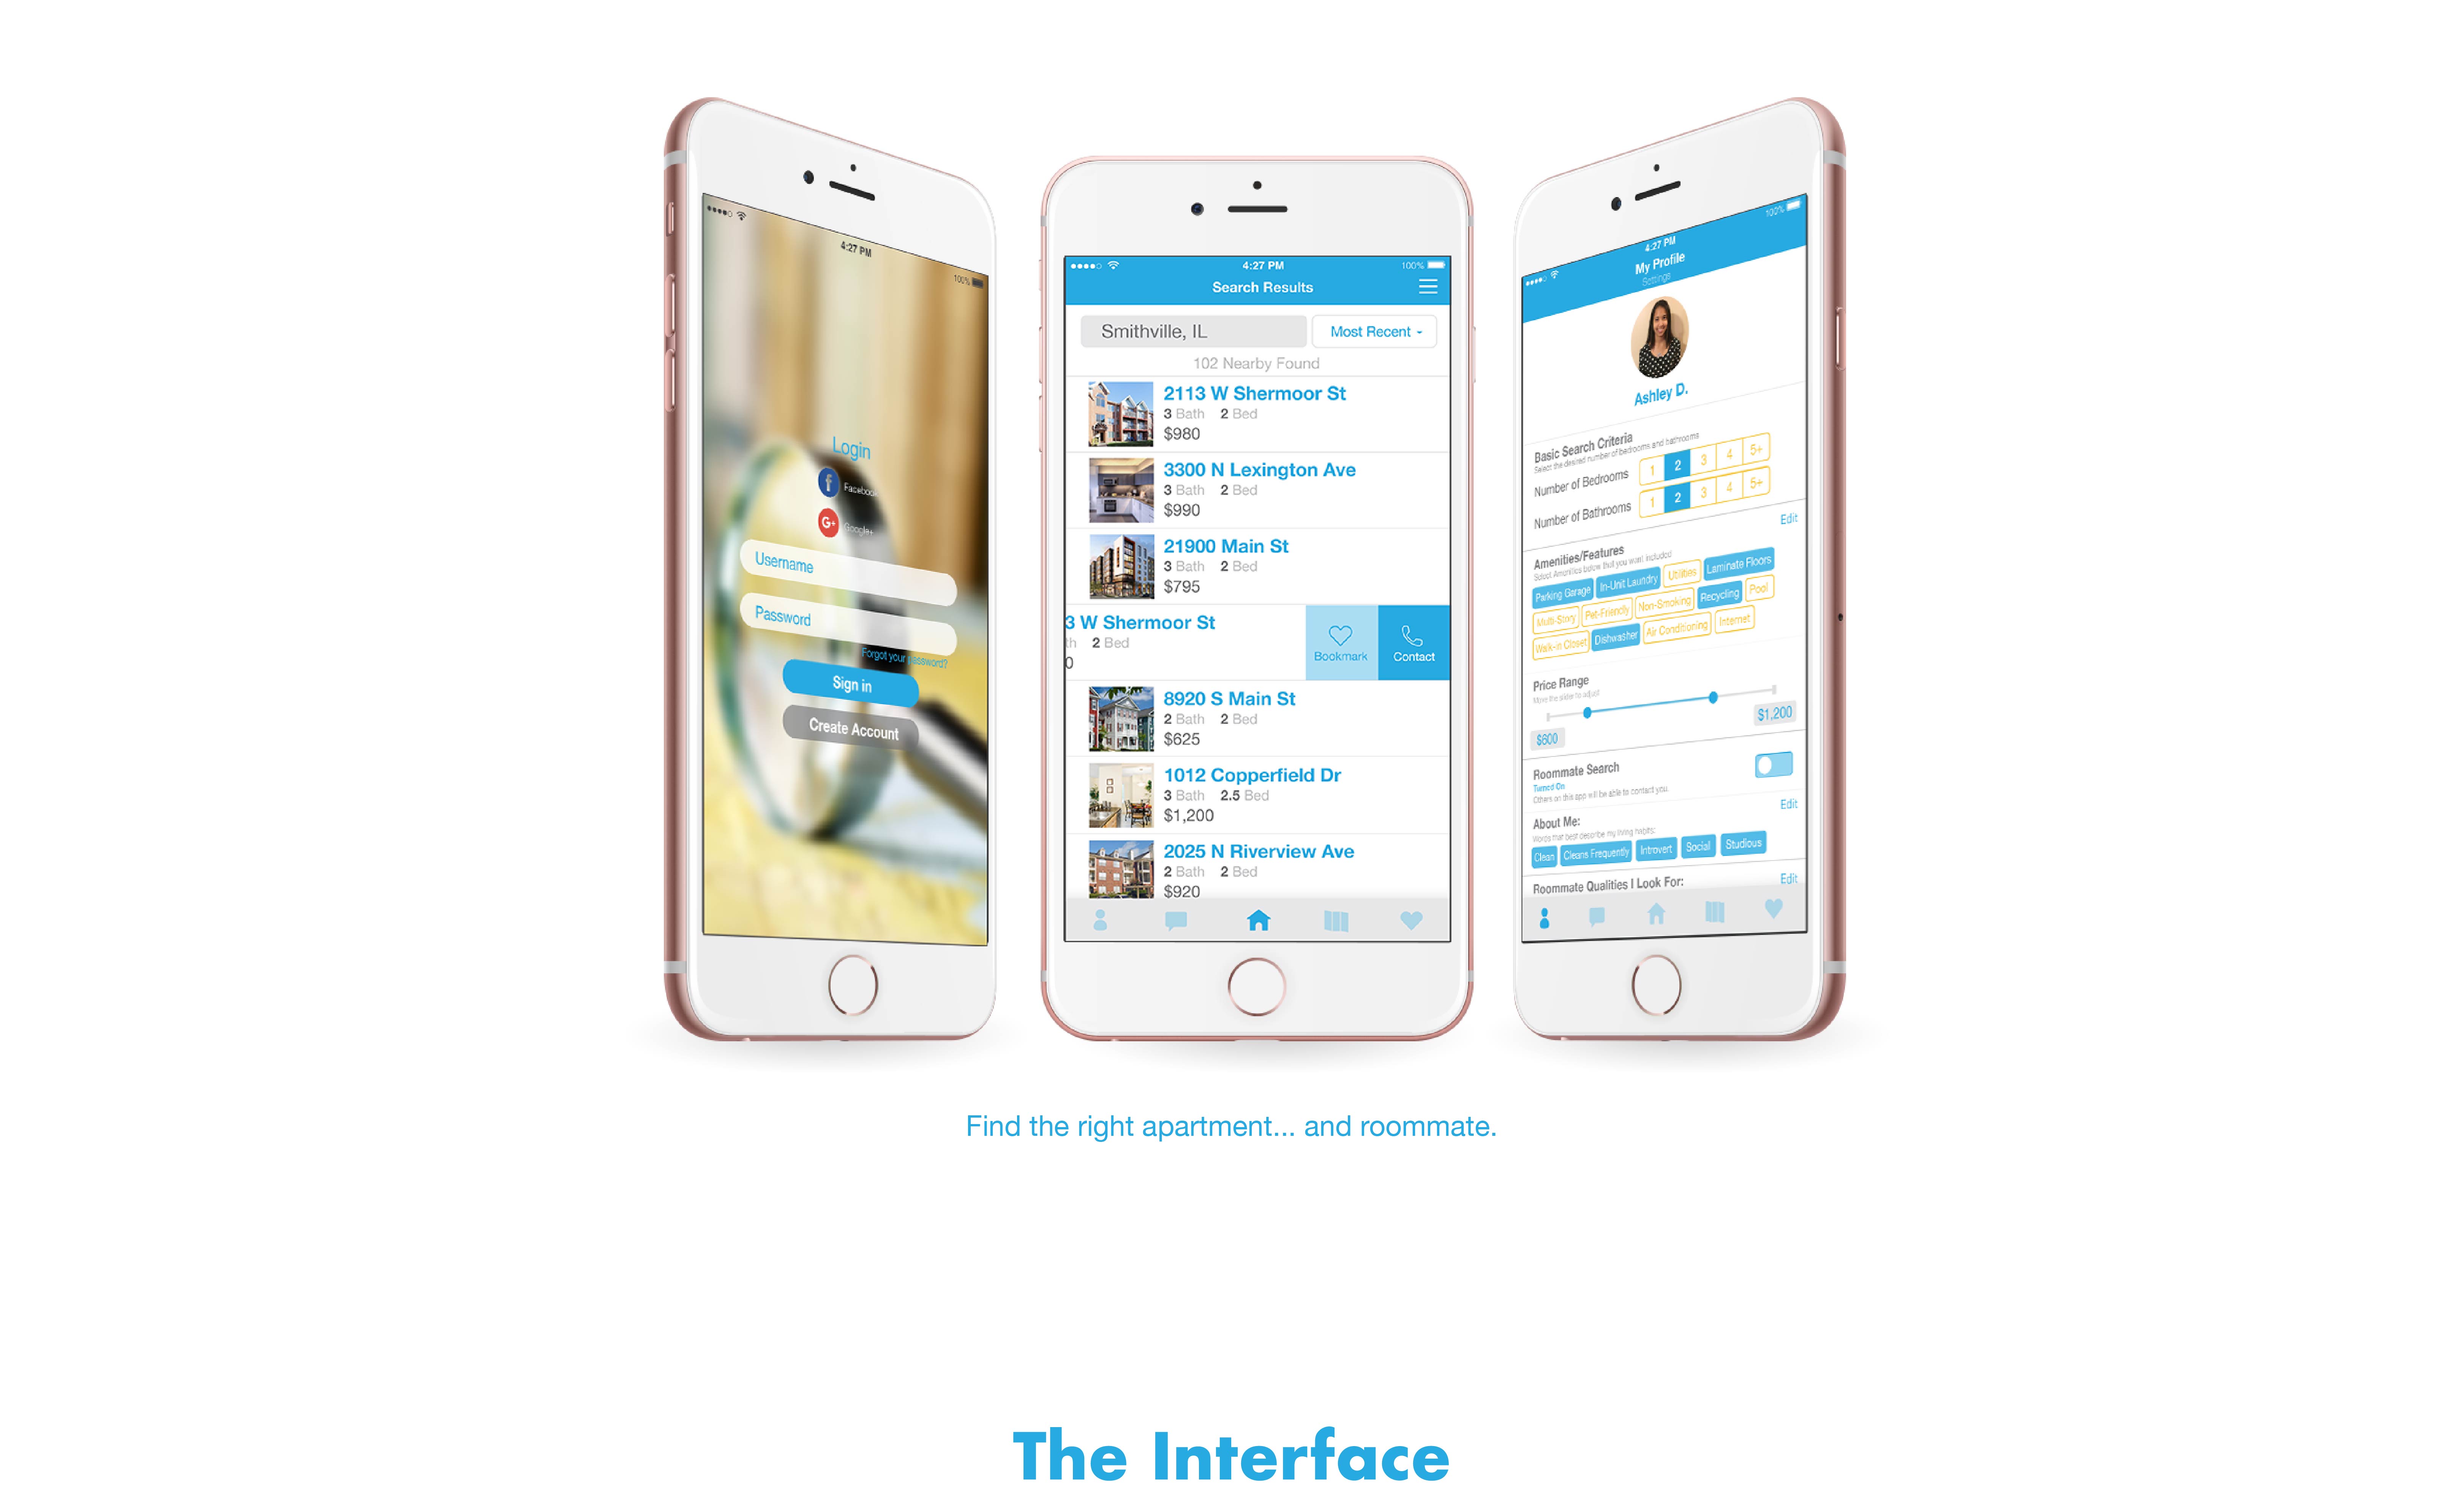 4:27 PM
100%
Login
Facebook
Google+
Username
Password
Forgot your password?
Sign in
Create Account
4:27 PM
100%
Search Results
Smithville, IL
Most Recent
102 Nearby Found
2113 W Shermoor St
3 Bath 2 Bed
$980
3300 N Lexington Ave
3 Bath 2 Bed
$990
21900 Main St
3 Bath 2 Bed
$795
3 W Shermoor St
th 2 Bed
0
Bookmark
Contact
8920 S Main St
2 Bath 2 Bed
$625
1012 Copperfield Dr
3 Bath 2.5 Bed
$1,200
2025 N Riverview Ave
2 Bath 2 Bed
$920
100%
4:27 PM
My Profile
Settings
Ashley D.
Basic Search Criteria
Select the desired number of bedrooms and bathrooms
Number of Bedrooms 1 2 3 4 5+
Number of Bathrooms 1 2 3 4 5+
Edit
Amenities/Features
Select Amenities below that you want included
Parking Garage In-Unit Laundry Utilities Laminate Floors
Multi-Story Pet-Friendly Non-Smoking Recycling Pool
Walk-in Closet Dishwasher Air Conditioning Internet
Price Range
Move the slider to adjust
$600
$1,200
Roommate Search
Turned On
Others on this app will be able to contact you.
Edit
About Me:
Words that best describe my living habits:
Clean Cleans Frequently Introvert Social Studious
Roommate Qualities I Look For:
Edit
Find the right apartment... and roommate.
The Interface